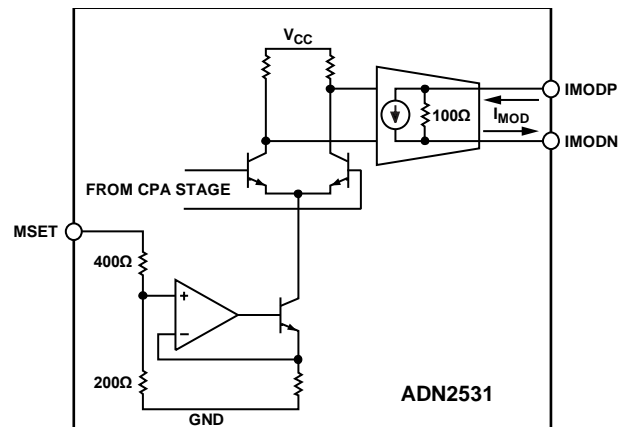 VCC
IMODP
100Ω
IMOD
IMODN
FROM CPA STAGE
MSET
400Ω
+
–
200Ω
GND
ADN2531